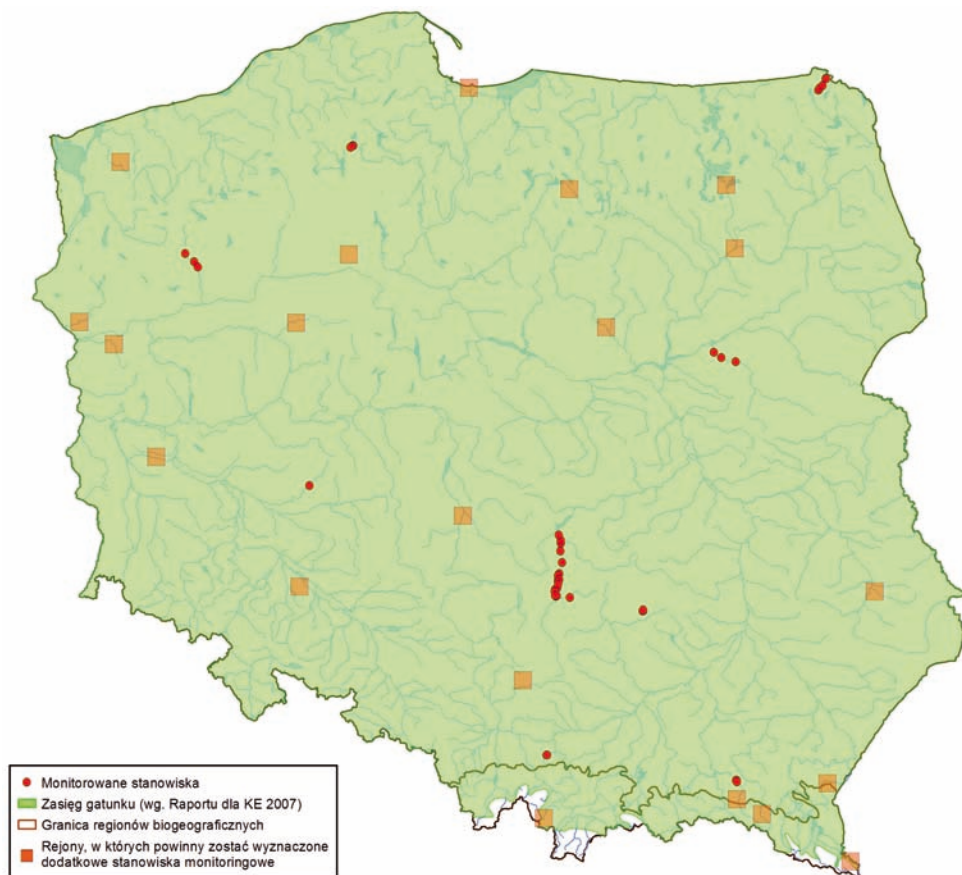 Monitorowane stanowiska
Zasięg gatunku (wg. Raportu dla KE 2007)
Granica regionów biogeograficznych
Rejony, w których powinny zostać wyznaczone
dodatkowe stanowiska monitoringowe